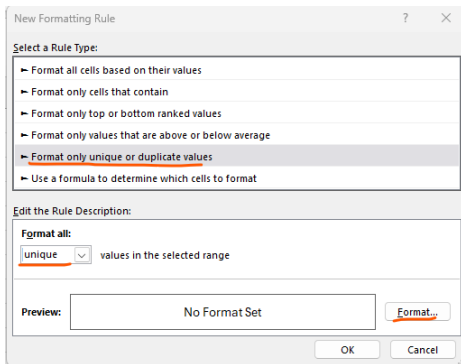 New Formatting Rule ? ×
Select a Rule Type:
► Format all cells based on their values
► Format only cells that contain
► Format only top or bottom ranked values
► Format only values that are above or below average
► Format only unique or duplicate values
► Use a formula to determine which cells to format
Edit the Rule Description:
Format all:
unique values in the selected range
Preview: No Format Set Format...
OK Cancel